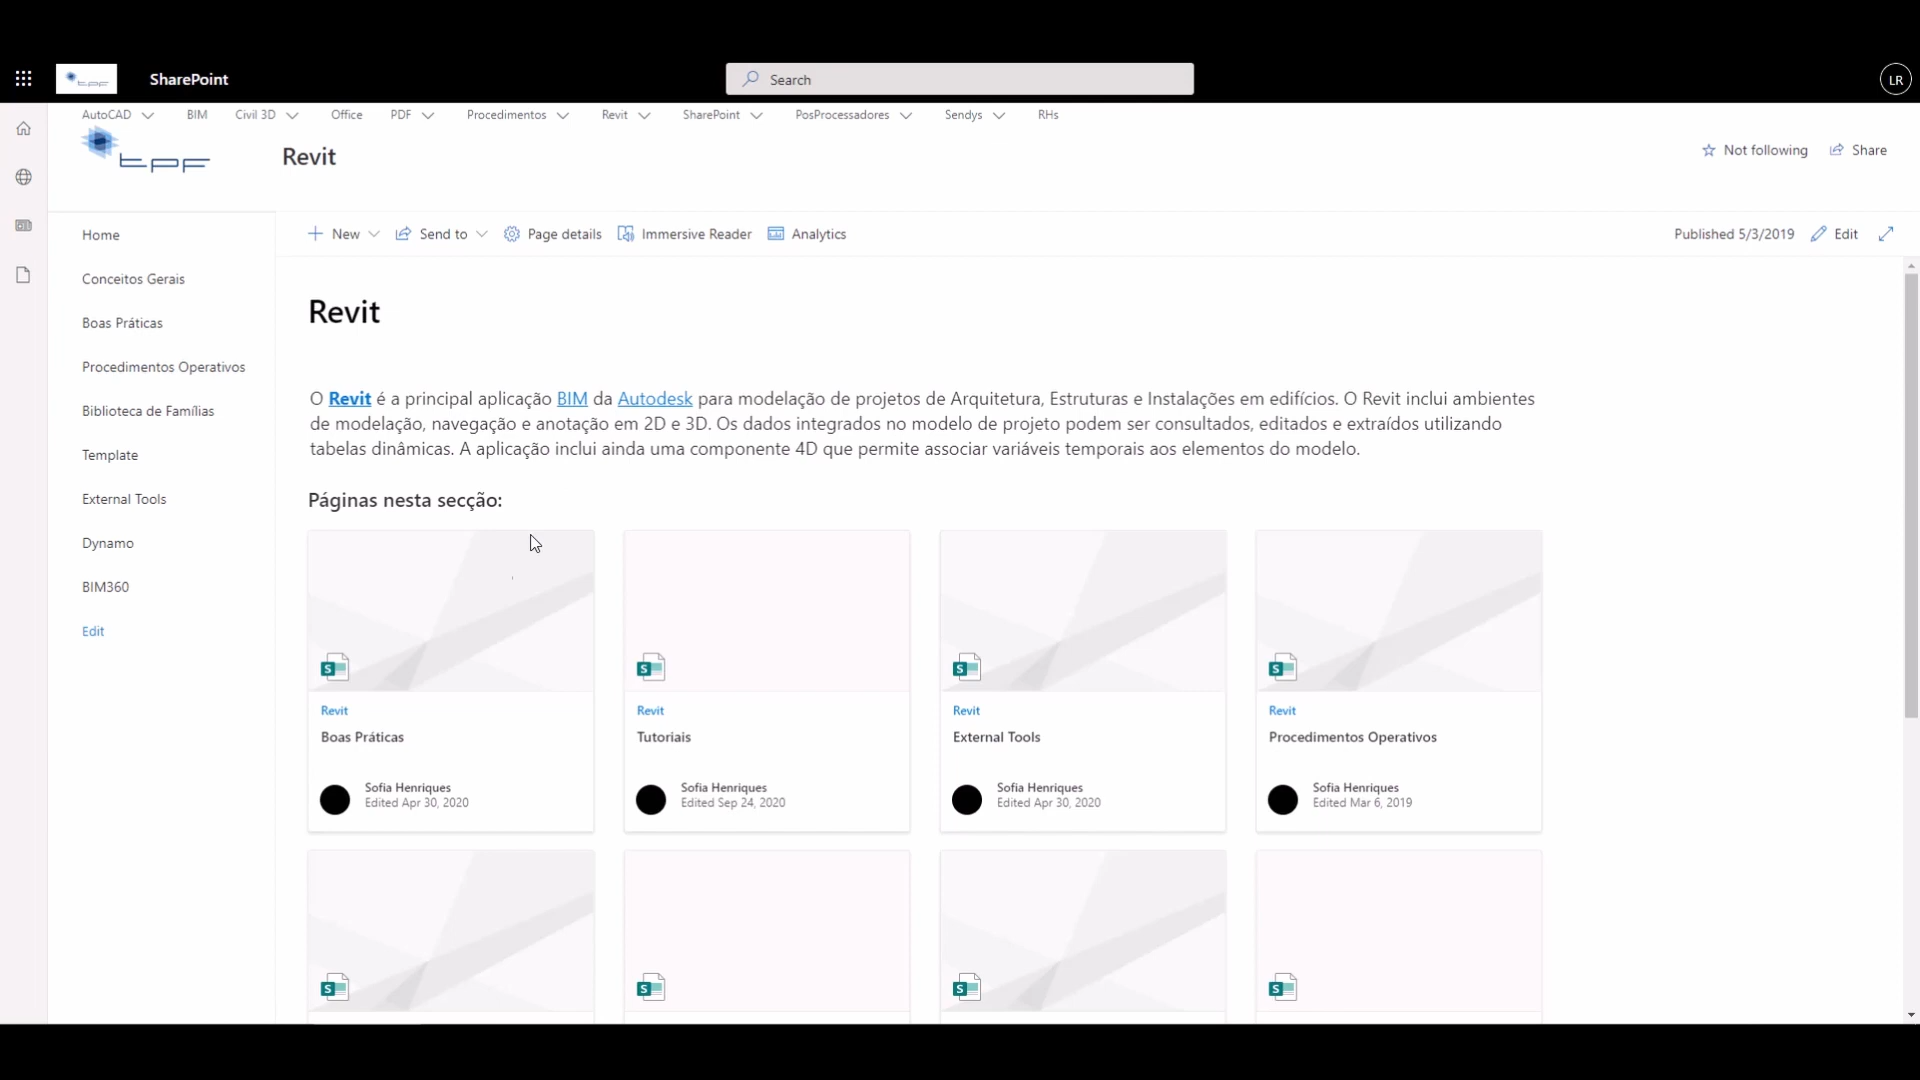 tpf
SharePoint
Search
LR
AutoCAD BIM Civil 3D Office PDF Procedimentos Revit SharePoint PosProcessadores Sendys RHs
tpf
Revit
Not following
Share
Home
Conceitos Gerais
Boas Práticas
Procedimentos Operativos
Biblioteca de Famílias
Template
External Tools
Dynamo
BIM360
Edit
New Send to Page details Immersive Reader Analytics
Published 5/3/2019 Edit
Revit
O Revit é a principal aplicação BIM da Autodesk para modelação de projetos de Arquitetura, Estruturas e Instalações em edifícios. O Revit inclui ambientes
de modelação, navegação e anotação em 2D e 3D. Os dados integrados no modelo de projeto podem ser consultados, editados e extraídos utilizando
tabelas dinâmicas. A aplicação inclui ainda uma componente 4D que permite associar variáveis temporais aos elementos do modelo.
Páginas nesta secção:
S
Revit
Boas Práticas
Sofia Henriques
Edited Apr 30, 2020
S
Revit
Tutoriais
Sofia Henriques
Edited Sep 24, 2020
S
Revit
External Tools
Sofia Henriques
Edited Apr 30, 2020
S
Revit
Procedimentos Operativos
Sofia Henriques
Edited Mar 6, 2019
S
S
S
S